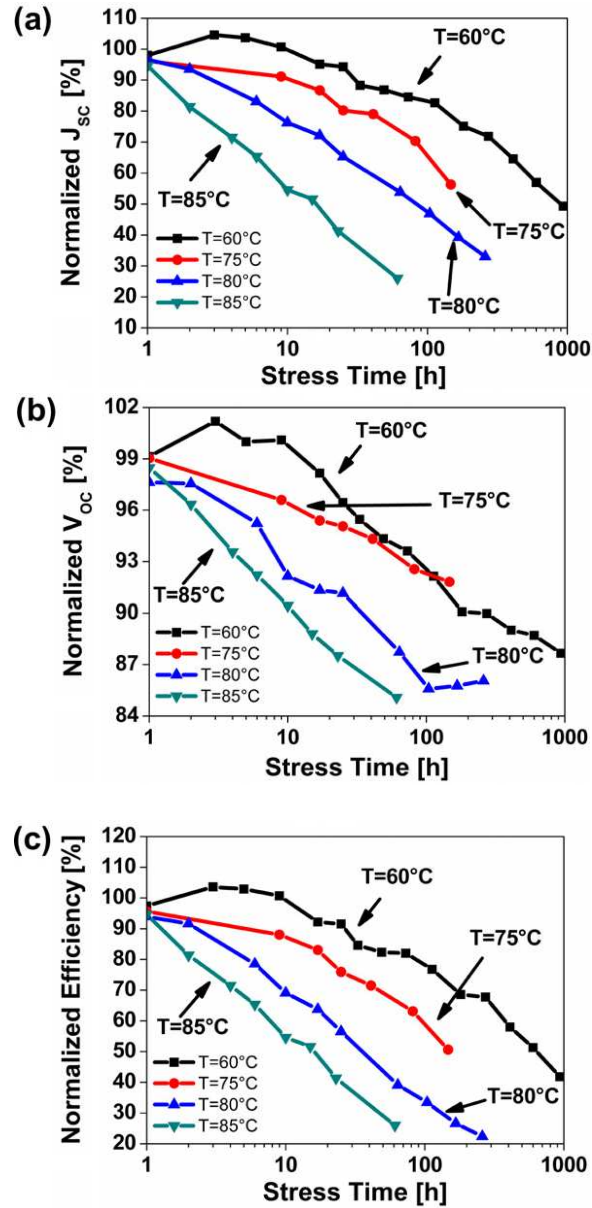 (a)
110
100
90
80
70
60
50
40
30
20
10
Normalized J_SC [%]
T=60°C
T=85°C
T=75°C
T=80°C
T=60°C
T=75°C
T=80°C
T=85°C
1 10 100 1000
Stress Time [h]
(b)
102
99
96
93
90
87
84
Normalized V_OC [%]
T=60°C
T=75°C
T=85°C
T=80°C
T=60°C
T=75°C
T=80°C
T=85°C
1 10 100 1000
Stress Time [h]
(c)
120
110
100
90
80
70
60
50
40
30
20
Normalized Efficiency [%]
T=60°C
T=75°C
T=85°C
T=80°C
T=60°C
T=75°C
T=80°C
T=85°C
1 10 100 1000
Stress Time [h]